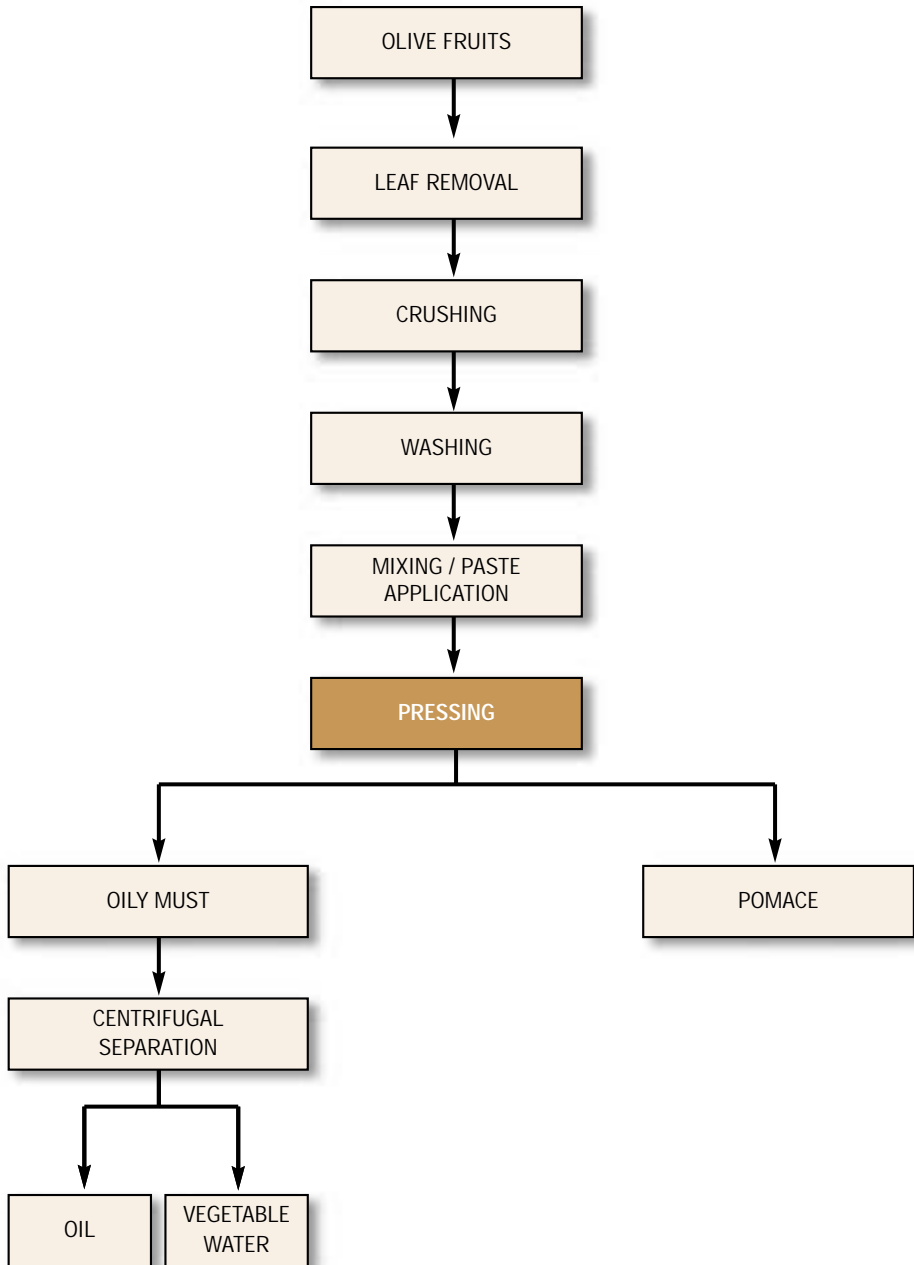 OLIVE FRUITS
LEAF REMOVAL
CRUSHING
WASHING
MIXING / PASTE
APPLICATION
PRESSING
OILY MUST
POMACE
CENTRIFUGAL
SEPARATION
OIL
VEGETABLE
WATER